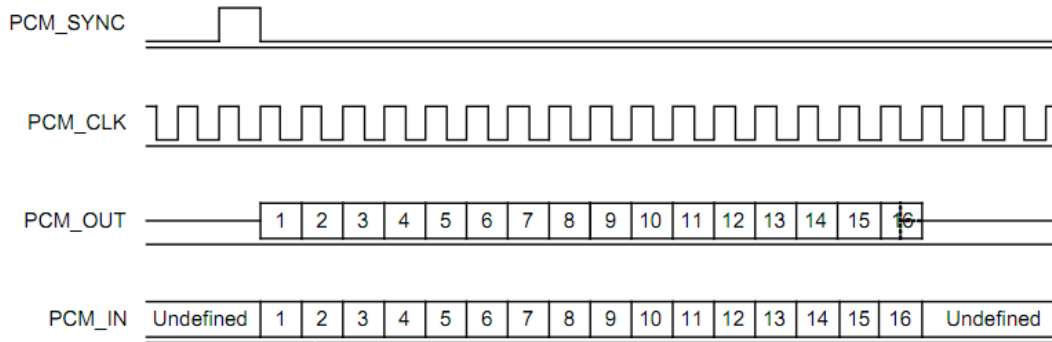 PCM_SYNC
PCM_CLK
PCM_OUT 1 2 3 4 5 6 7 8 9 10 11 12 13 14 15 16
PCM_IN Undefined 1 2 3 4 5 6 7 8 9 10 11 12 13 14 15 16 Undefined